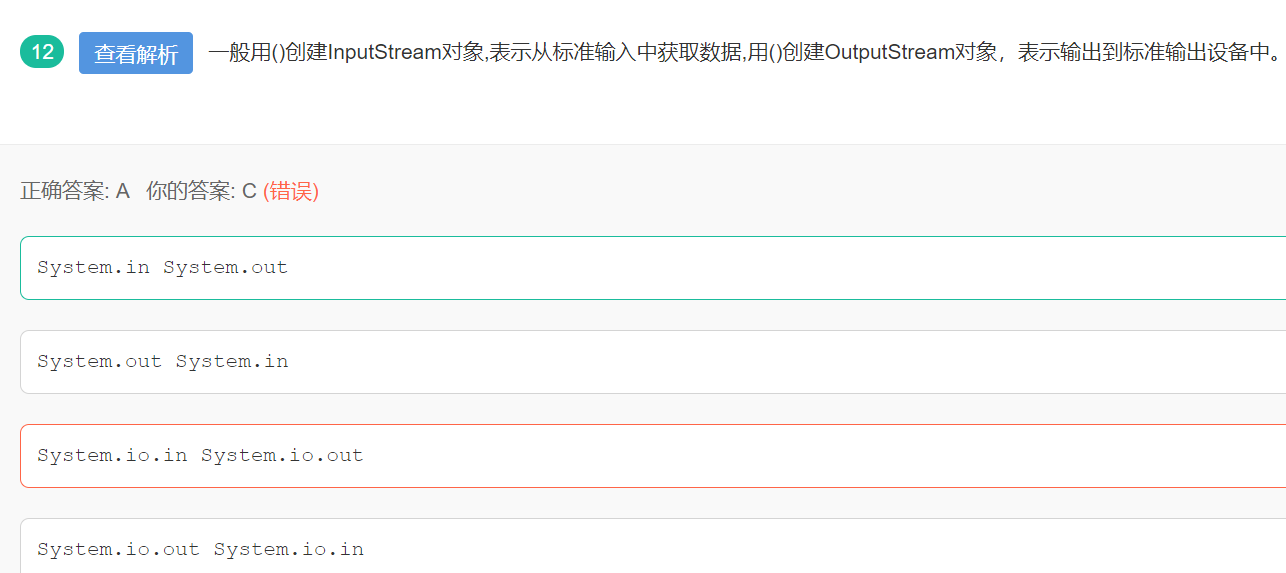 12 查看解析 一般用()创建InputStream对象,表示从标准输入中获取数据,用()创建OutputStream对象，表示输出到标准输出设备中。
正确答案: A 你的答案: C (错误)
System.in System.out
System.out System.in
System.io.in System.io.out
System.io.out System.io.in